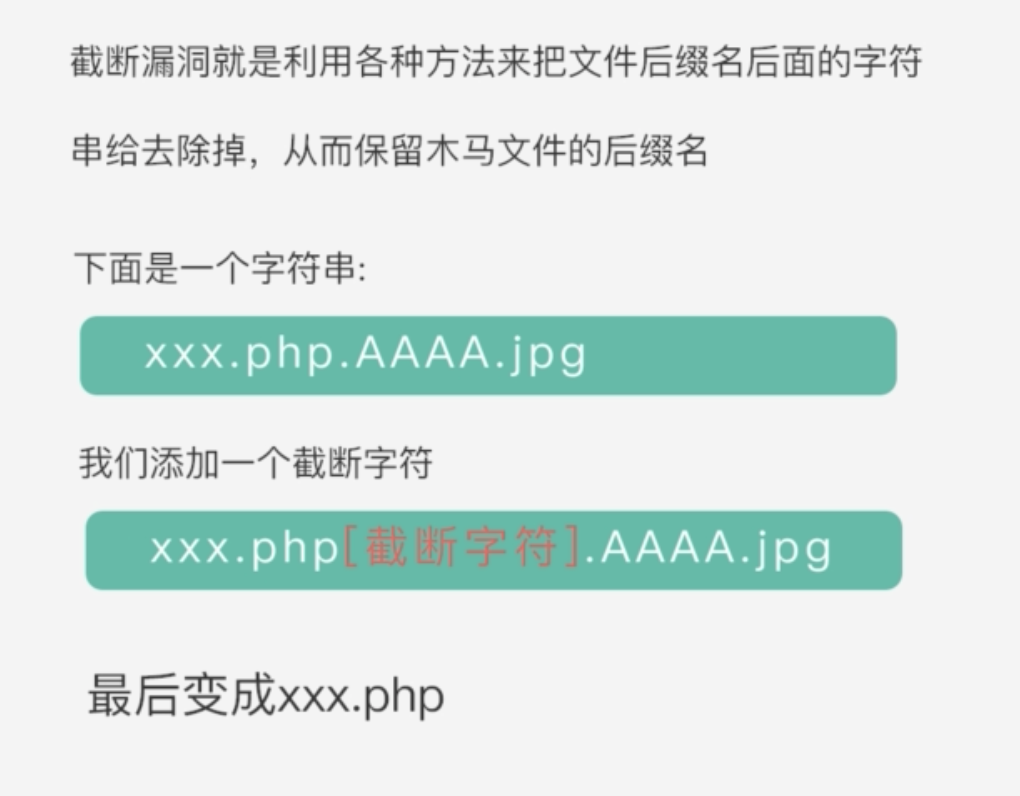 截断漏洞就是利用各种方法来把文件后缀名后面的字符
串给去除掉，从而保留木马文件的后缀名
下面是一个字符串:
xxx.php.AAAA.jpg
我们添加一个截断字符
xxx.php[截断字符].AAAA.jpg
最后变成xxx.php